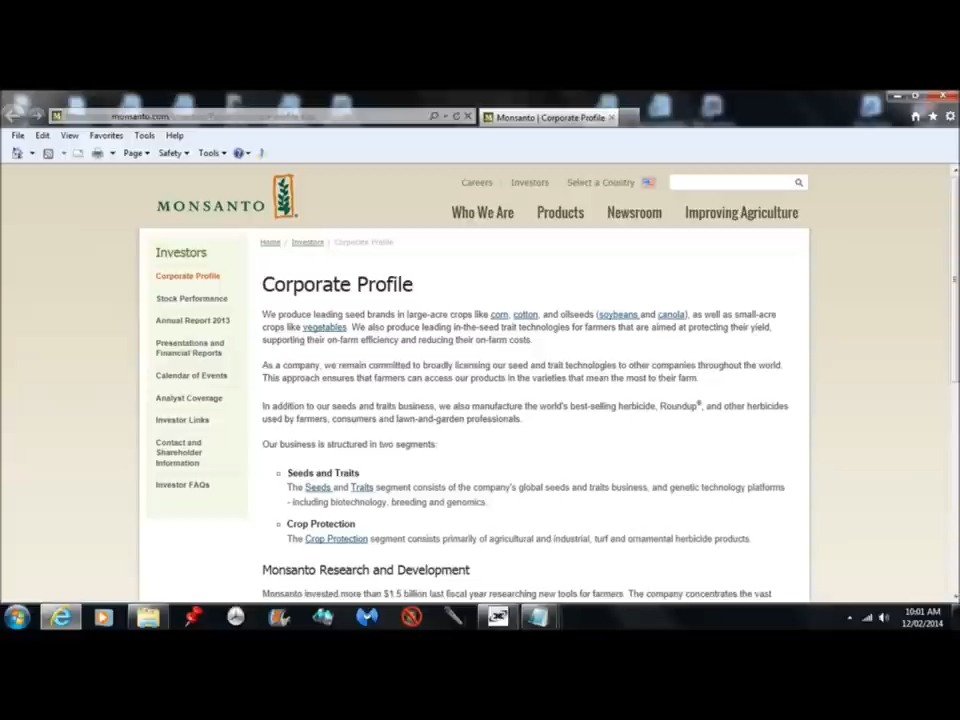 monsanto.com
Monsanto | Corporate Profile
File Edit View Favorites Tools Help
Page Safety Tools
MONSANTO
Careers Investors Select a Country
Who We Are Products Newsroom Improving Agriculture
Investors
Corporate Profile
Stock Performance
Annual Report 2013
Presentations and
Financial Reports
Calendar of Events
Analyst Coverage
Investor Links
Contact and
Shareholder
Information
Investor FAQs
Home / Investors / Corporate Profile
Corporate Profile
We produce leading seed brands in large-acre crops like corn, cotton, and oilseeds (soybeans and canola), as well as small-acre
crops like vegetables. We also produce leading in-the-seed trait technologies for farmers that are aimed at protecting their yield,
supporting their on-farm efficiency and reducing their on-farm costs.
As a company, we remain committed to broadly licensing our seed and trait technologies to other companies throughout the world.
This approach ensures that farmers can access our products in the varieties that mean the most to their farm.
In addition to our seeds and traits business, we also manufacture the world's best-selling herbicide, Roundup®, and other herbicides
used by farmers, consumers and lawn-and-garden professionals.
Our business is structured in two segments:
Seeds and Traits
The Seeds and Traits segment consists of the company's global seeds and traits business, and genetic technology platforms
- including biotechnology, breeding and genomics.
Crop Protection
The Crop Protection segment consists primarily of agricultural and industrial, turf and ornamental herbicide products.
Monsanto Research and Development
Monsanto invested more than $1.5 billion last fiscal year researching new tools for farmers. The company concentrates the vast
10:01 AM
12/02/2014